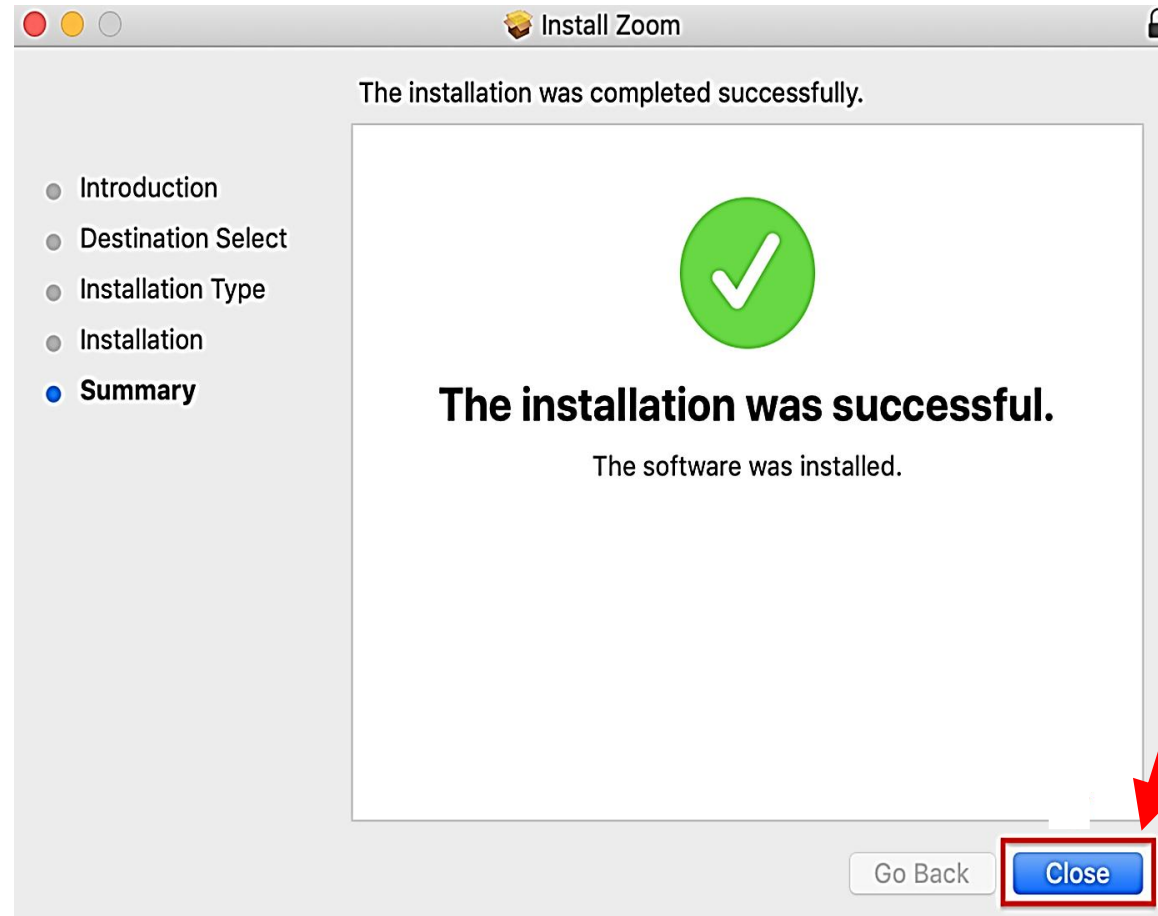 Install Zoom
The installation was completed successfully.
Introduction
Destination Select
Installation Type
Installation
Summary
The installation was successful.
The software was installed.
Go Back
Close